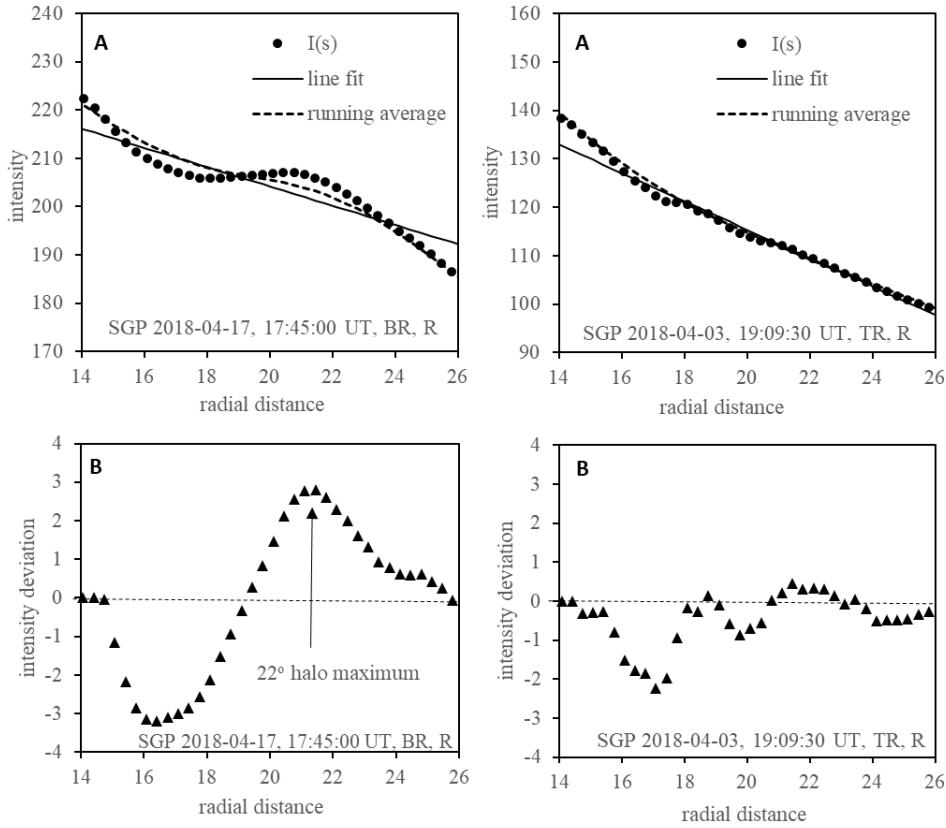 240
230
220
210
200
190
180
170
intensity
A
I(s)
line fit
running average
SGP 2018-04-17, 17:45:00 UT, BR, R
14 16 18 20 22 24 26
radial distance
160
150
140
130
120
110
100
90
intensity
A
I(s)
line fit
running average
SGP 2018-04-03, 19:09:30 UT, TR, R
14 16 18 20 22 24 26
radial distance
4
3
2
1
0
-1
-2
-3
-4
intensity deviation
B
22º halo maximum
SGP 2018-04-17, 17:45:00 UT, BR, R
14 16 18 20 22 24 26
radial distance
4
3
2
1
0
-1
-2
-3
-4
intensity deviation
B
SGP 2018-04-03, 19:09:30 UT, TR, R
14 16 18 20 22 24 26
radial distance